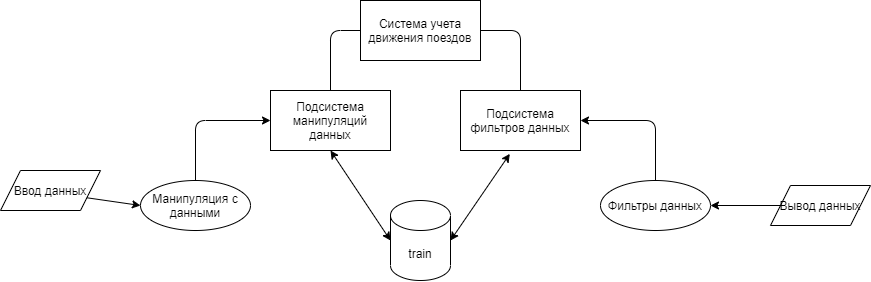 Система учета
движения поездов
Подсистема
манипуляций
данных
Подсистема
фильтров данных
Ввод данных
Манипуляция с
данными
train
Фильтры данных
Вывод данных